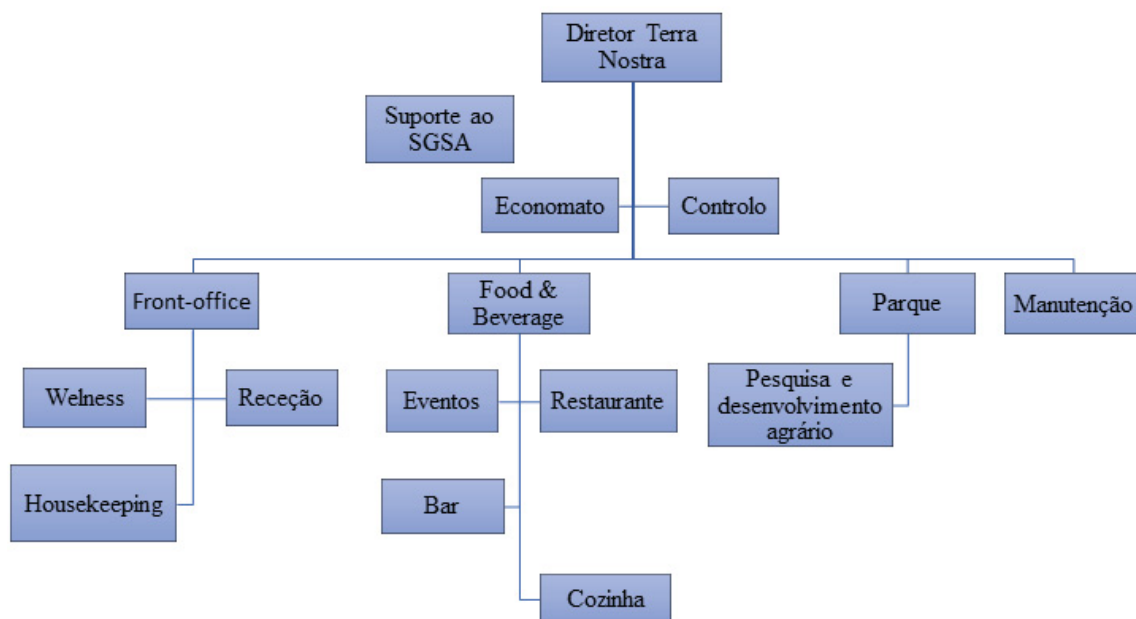 Diretor Terra
Nostra
Suporte ao
SGSA
Economato
Controlo
Front-office
Food &
Beverage
Parque
Manutenção
Welness
Receção
Eventos
Restaurante
Pesquisa e
desenvolvimento
agrário
Housekeeping
Bar
Cozinha